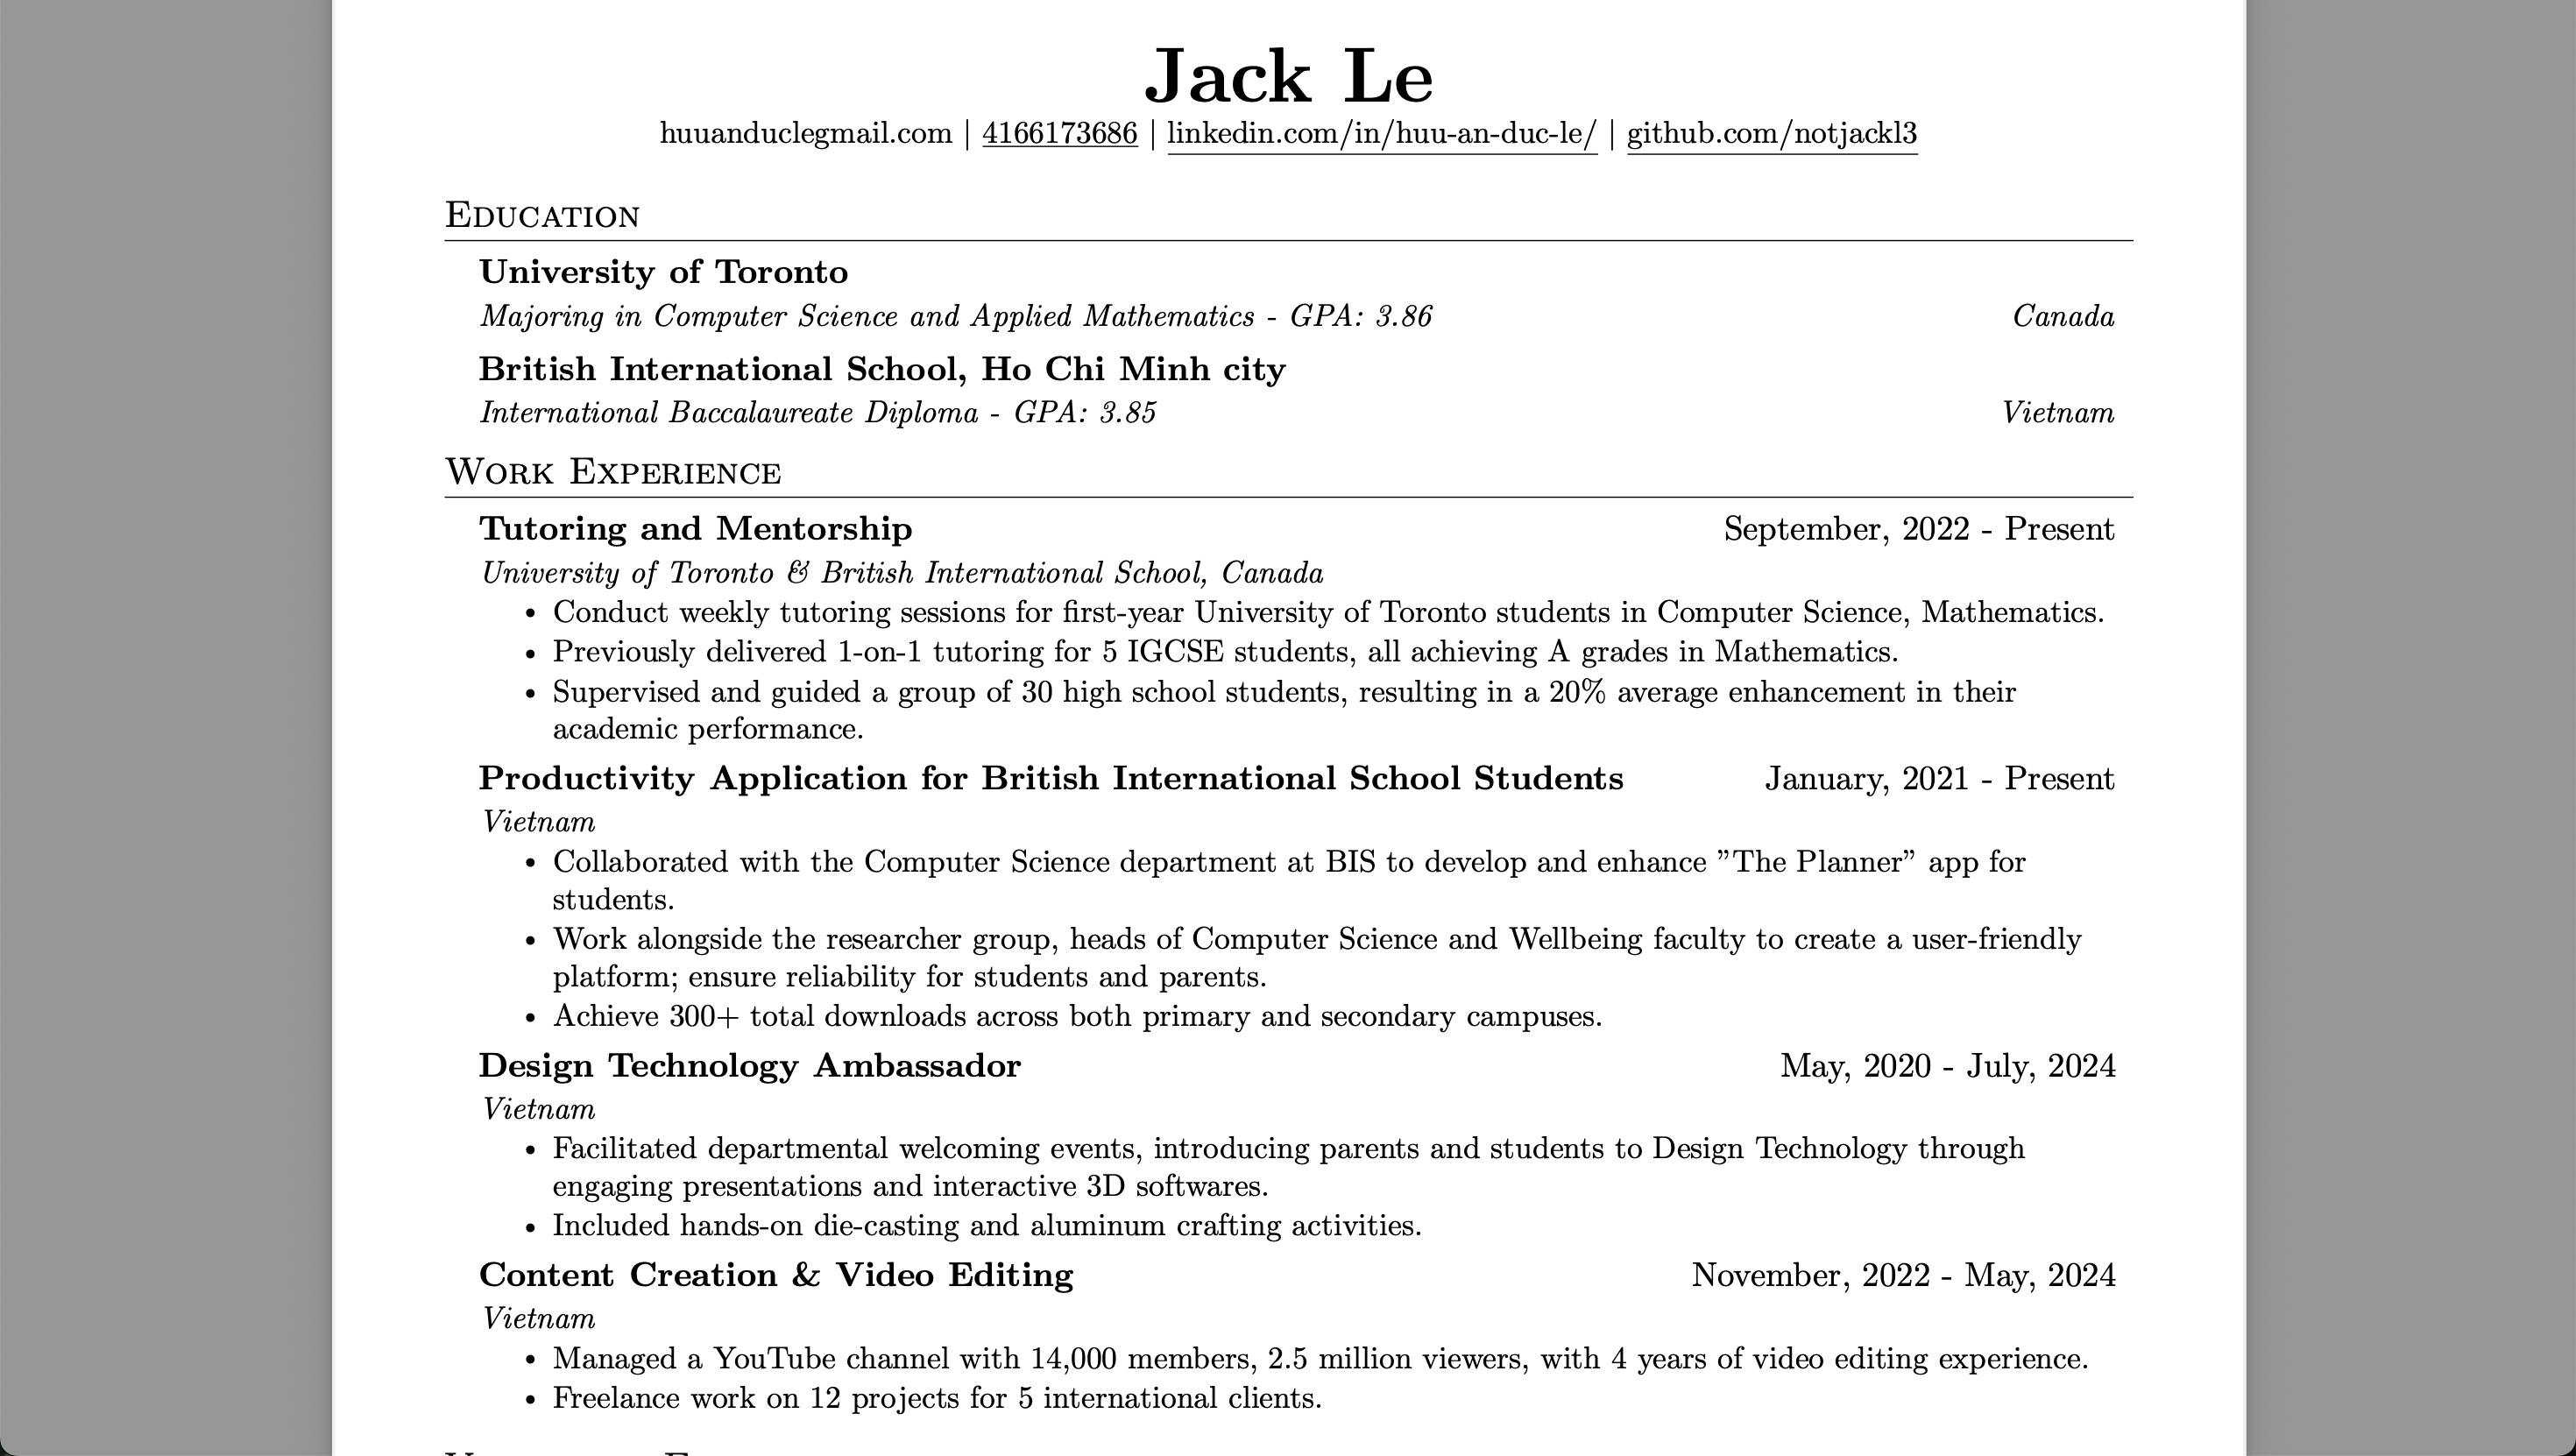 Jack Le
huuanduclegmail.com | 4166173686 | linkedin.com/in/huu-an-duc-le/ | github.com/notjackl3
Education
University of Toronto
Majoring in Computer Science and Applied Mathematics - GPA: 3.86 Canada
British International School, Ho Chi Minh city
International Baccalaureate Diploma - GPA: 3.85 Vietnam
Work Experience
Tutoring and Mentorship September, 2022 - Present
University of Toronto & British International School, Canada
• Conduct weekly tutoring sessions for first-year University of Toronto students in Computer Science, Mathematics.
• Previously delivered 1-on-1 tutoring for 5 IGCSE students, all achieving A grades in Mathematics.
• Supervised and guided a group of 30 high school students, resulting in a 20% average enhancement in their
academic performance.
Productivity Application for British International School Students January, 2021 - Present
Vietnam
• Collaborated with the Computer Science department at BIS to develop and enhance ”The Planner” app for
students.
• Work alongside the researcher group, heads of Computer Science and Wellbeing faculty to create a user-friendly
platform; ensure reliability for students and parents.
• Achieve 300+ total downloads across both primary and secondary campuses.
Design Technology Ambassador May, 2020 - July, 2024
Vietnam
• Facilitated departmental welcoming events, introducing parents and students to Design Technology through
engaging presentations and interactive 3D softwares.
• Included hands-on die-casting and aluminum crafting activities.
Content Creation & Video Editing November, 2022 - May, 2024
Vietnam
• Managed a YouTube channel with 14,000 members, 2.5 million viewers, with 4 years of video editing experience.
• Freelance work on 12 projects for 5 international clients.